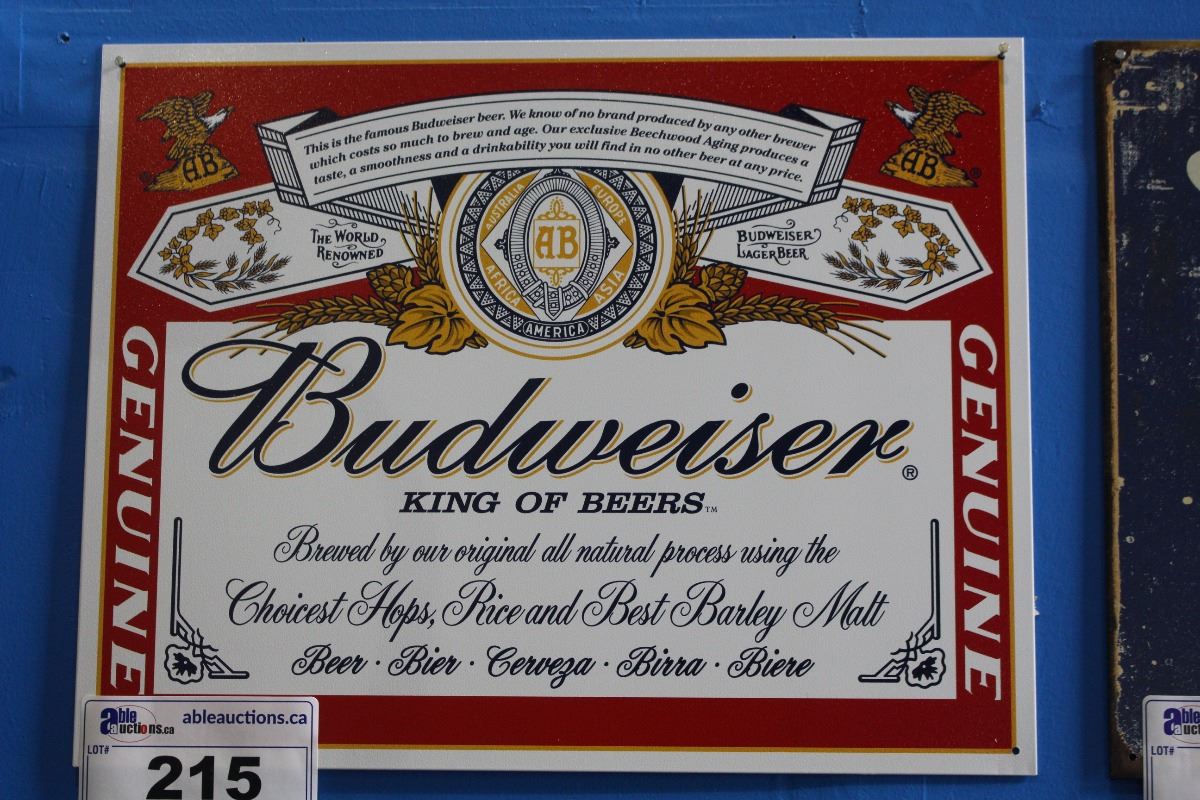 This is the famous Budweiser beer. We know of no brand produced by any other brewer
which costs so much to brew and age. Our exclusive Beechwood Aging produces a
taste, a smoothness and a drinkability you will find in no other beer at any price.
AB ®
AB ®
THE WORLD
RENOWNED
AUSTRALIA
EUROPE
AB
AFRICA
ASIA
AMERICA
BUDWEISER
LAGER BEER
GENUINE
GENUINE
Budweiser®
KING OF BEERS™
Brewed by our original all natural process using the
Choicest Hops, Rice and Best Barley Malt
Beer · Bier · Cerveza · Birra · Biere
able auctions.ca
ableauctions.ca
LOT#
215
able
LOT#